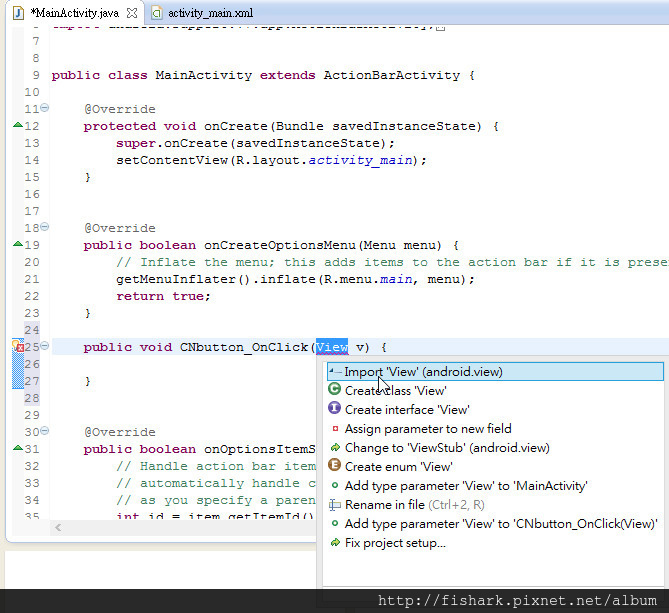 *MainActivity.java activity_main.xml
7
8
9 public class MainActivity extends ActionBarActivity {
10
11 @Override
12 protected void onCreate(Bundle savedInstanceState) {
13 super.onCreate(savedInstanceState);
14 setContentView(R.layout.activity_main);
15 }
16
17
18 @Override
19 public boolean onCreateOptionsMenu(Menu menu) {
20 // Inflate the menu; this adds items to the action bar if it is prese
21 getMenuInflater().inflate(R.menu.main, menu);
22 return true;
23 }
24
25 public void CNbutton_OnClick(View v) {
26
27 }
28
29
30 @Override
31 public boolean onOptionsItemS
32 // Handle action bar item
33 // automatically handle c
34 // as you specify a paren
35 int id = item.getItemId()
Import 'View' (android.view)
Create class 'View'
Create interface 'View'
Assign parameter to new field
Change to 'ViewStub' (android.view)
Create enum 'View'
Add type parameter 'View' to 'MainActivity'
Rename in file (Ctrl+2, R)
Add type parameter 'View' to 'CNbutton_OnClick(View)'
Fix project setup...
http://fishark.pixnet.net/album